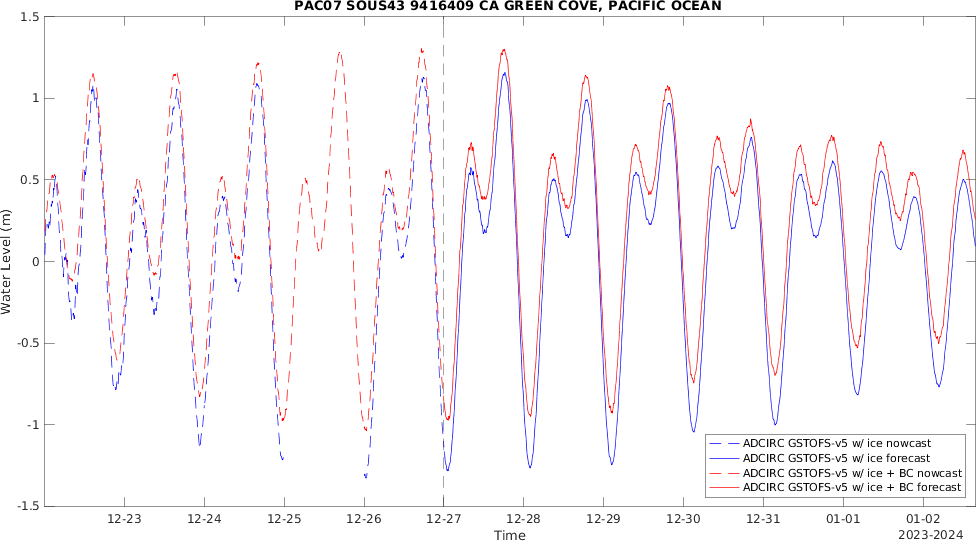 PAC07 SOUS43 9416409 CA GREEN COVE, PACIFIC OCEAN
1.5
1
0.5
0
-0.5
-1
-1.5
Water Level (m)
12-23 12-24 12-25 12-26 12-27 12-28 12-29 12-30 12-31 01-01 01-02
Time
2023-2024
ADCIRC GSTOFS-v5 w/ ice nowcast
ADCIRC GSTOFS-v5 w/ ice forecast
ADCIRC GSTOFS-v5 w/ ice + BC nowcast
ADCIRC GSTOFS-v5 w/ ice + BC forecast